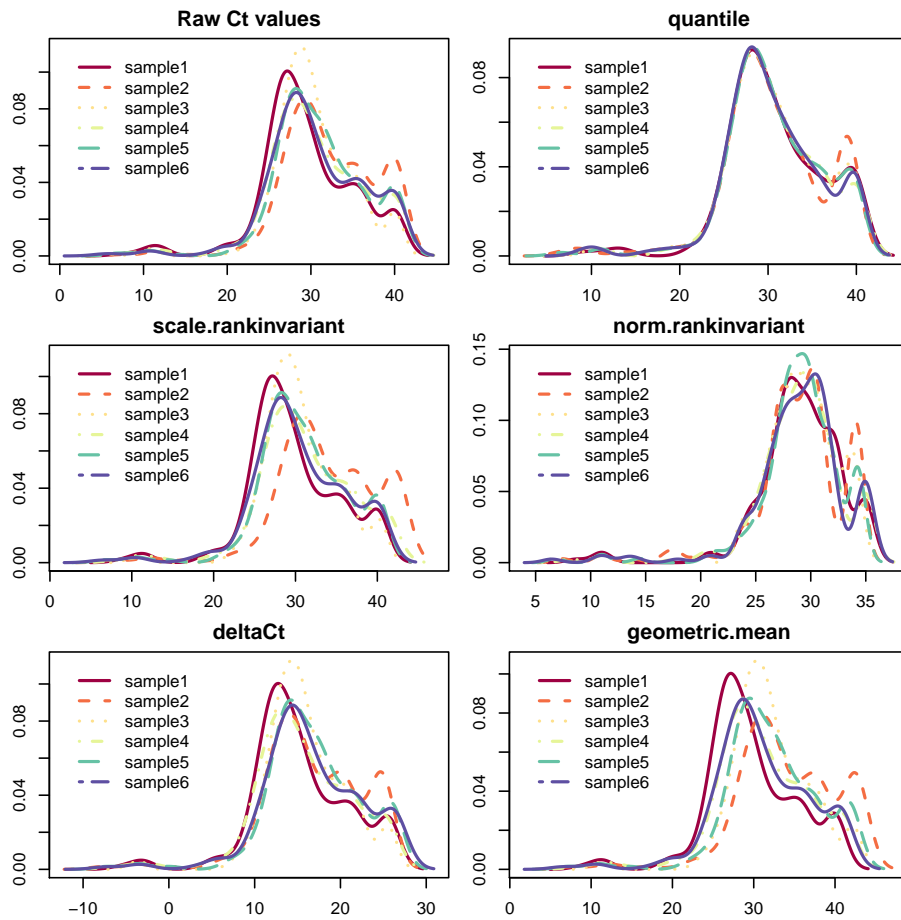 Raw Ct values
0.00
0.04
0.08
sample1
sample2
sample3
sample4
sample5
sample6
0
10
20
30
40
quantile
0.00
0.04
0.08
sample1
sample2
sample3
sample4
sample5
sample6
10
20
30
40
scale.rankinvariant
0.00
0.04
0.08
sample1
sample2
sample3
sample4
sample5
sample6
0
10
20
30
40
norm.rankinvariant
0.00
0.05
0.10
0.15
sample1
sample2
sample3
sample4
sample5
sample6
5
10
15
20
25
30
35
deltaCt
0.00
0.04
0.08
sample1
sample2
sample3
sample4
sample5
sample6
−10
0
10
20
30
geometric.mean
0.00
0.04
0.08
sample1
sample2
sample3
sample4
sample5
sample6
0
10
20
30
40